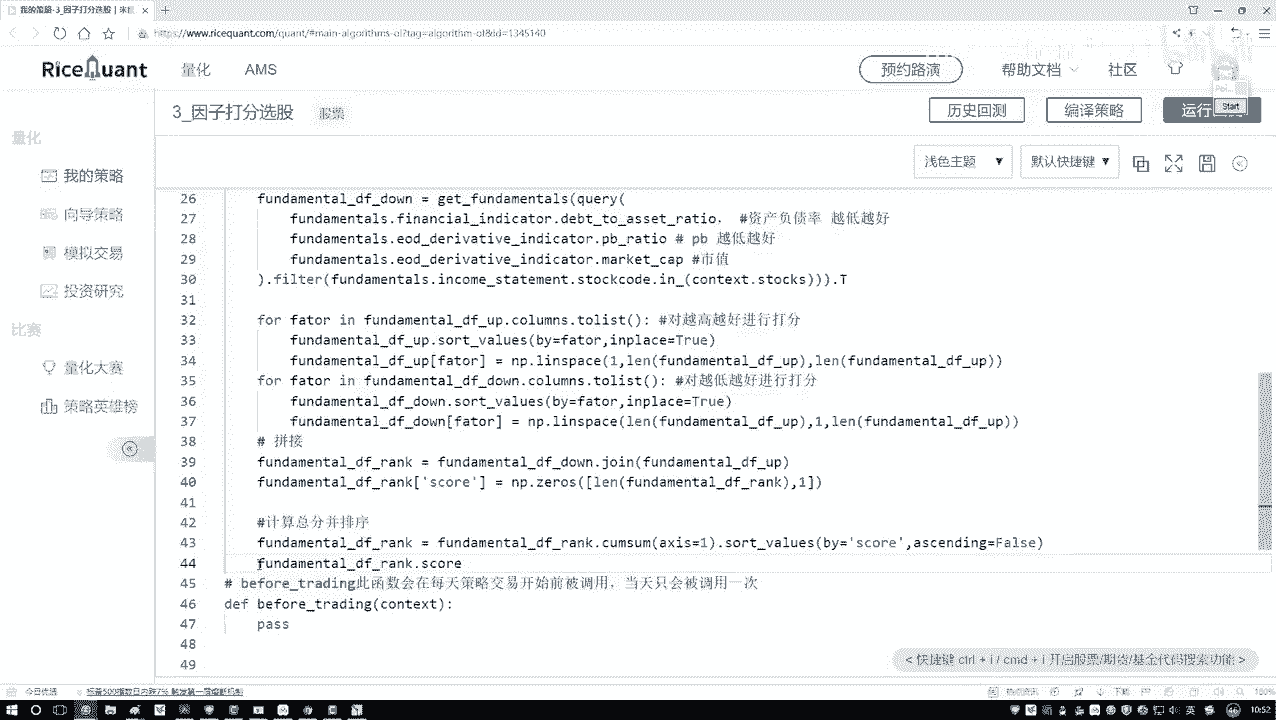 我的策略-3_因子打分选股
https://www.ricequant.com/quant/#main-algorithms-ol?tag=algorithm-ol&id=1345140
RiceQuant 量化 AMS 预约路演 帮助文档 社区
Start
3_因子打分选股 股票 历史回测 编译策略
浅色主题 ▼ 默认快捷键 ▼
量化
我的策略
向导策略
模拟交易
投资研究
比赛
量化大赛
策略英雄榜
26 fundamental_df_down = get_fundamentals(query(
27 fundamentals.financial_indicator.debt_to_asset_ratio， #资产负债率 越低越好
28 fundamentals.eod_derivative_indicator.pb_ratio # pb 越低越好
29 fundamentals.eod_derivative_indicator.market_cap #市值
30 ).filter(fundamentals.income_statement.stockcode.in_(context.stocks))).T
31
32 for fator in fundamental_df_up.columns.tolist(): #对越高越好进行打分
33 fundamental_df_up.sort_values(by=fator,inplace=True)
34 fundamental_df_up[fator] = np.linspace(1,len(fundamental_df_up),len(fundamental_df_up))
35 for fator in fundamental_df_down.columns.tolist(): #对越低越好进行打分
36 fundamental_df_down.sort_values(by=fator,inplace=True)
37 fundamental_df_down[fator] = np.linspace(len(fundamental_df_up),1,len(fundamental_df_up))
38 # 拼接
39 fundamental_df_rank = fundamental_df_down.join(fundamental_df_up)
40 fundamental_df_rank['score'] = np.zeros([len(fundamental_df_rank),1])
41
42 #计算总分并排序
43 fundamental_df_rank = fundamental_df_rank.cumsum(axis=1).sort_values(by='score',ascending=False)
44 fundamental_df_rank.score
45 # before_trading此函数会在每天策略交易开始前被调用，当天只会被调用一次
46 def before_trading(context):
47 pass
48
49
< 快捷键 ctrl + i / cmd + i 开启股票/期货/基金代码搜索功能 >
今日优选
100%
英 10:52